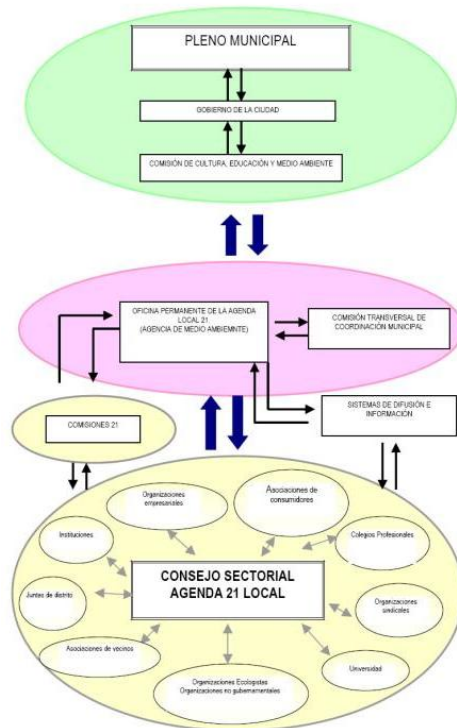 PLENO MUNICIPAL
GOBIERNO DE LA CIUDAD
COMISIÓN DE CULTURA, EDUCACIÓN Y MEDIO AMBIENTE
OFICINA PERMANENTE DE LA AGENDA
LOCAL 21.
(AGENCIA DE MEDIO AMBIEMNTE)
COMISIÓN TRANSVERSAL DE
COORDINACIÓN MUNICIPAL
COMISIONES 21
SISTEMAS DE DIFUSIÓN E
INFORMACIÓN
Organizaciones
empresariales
Asociaciones de
consumidores
Instituciones
Colegios Profesionales
CONSEJO SECTORIAL
AGENDA 21 LOCAL
Juntas de distrito
Organizaciones
sindicales
Asociaciones de vecinos
Universidad
Organizaciones Ecologistas
Organizaciones no gubernamentales